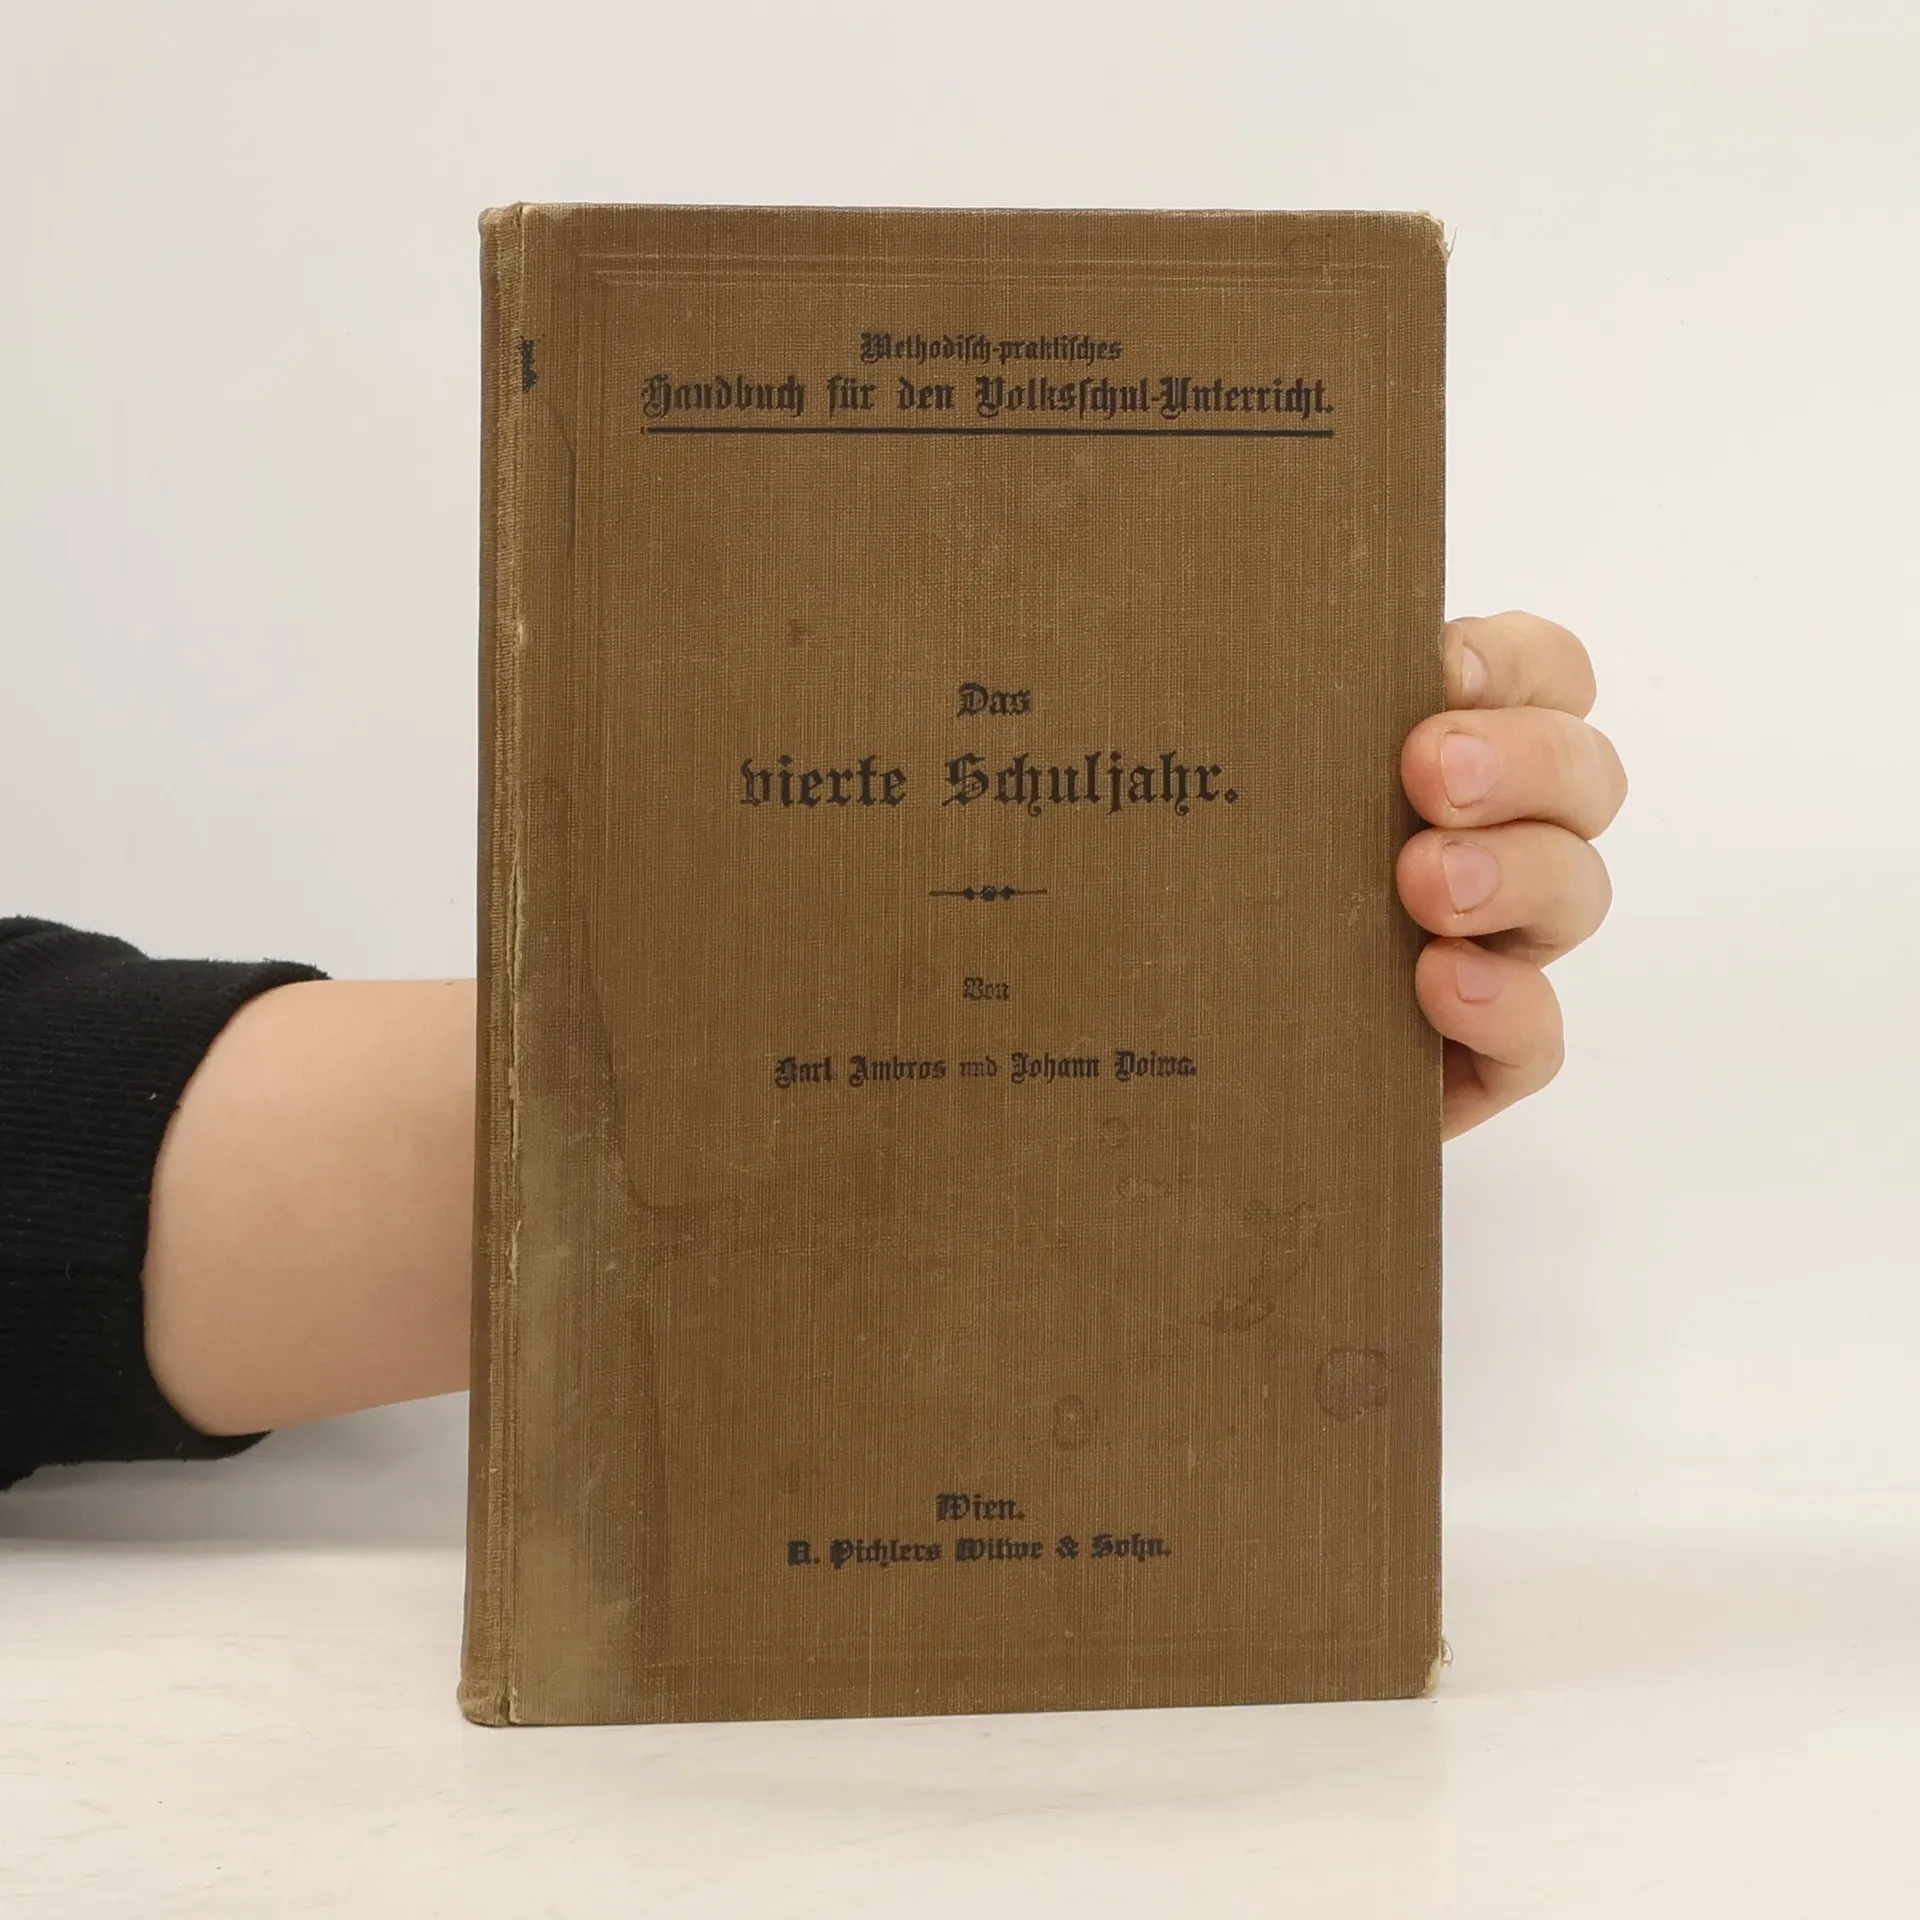 Methodiſch-praktiſches
Handbuch für den Volksſchul-Unterricht.
Das
vierte Schuljahr.
Von
Karl Ambros und Johann Doiwa.
Wien.
A. Pichlers Witwe & Sohn.